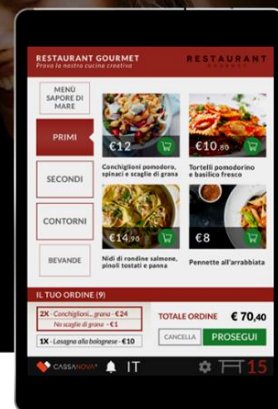 RESTAURANT GOURMET
Prova la nostra cucina creativa
RESTAURANT
GOURMET
MENÙ
SAPORE DI
MARE
PRIMI
SECONDI
CONTORNI
BEVANDE
€12
Conchiglioni pomodoro,
spinaci e scaglie di grana
€10,80
Tortelli pomodorino
e basilico fresco
€14,90
Nidi di rondine salmone,
pinoli tostati e panna
€8
Pennette all'arrabbiata
IL TUO ORDINE (9)
2X - Conchiglioni... grana - €24
No scaglie di grana - €1
1X - Lasagna alla bolognese - €10
TOTALE ORDINE € 70,40
CANCELLA
PROSEGUI
CASSANOVA
IT
15